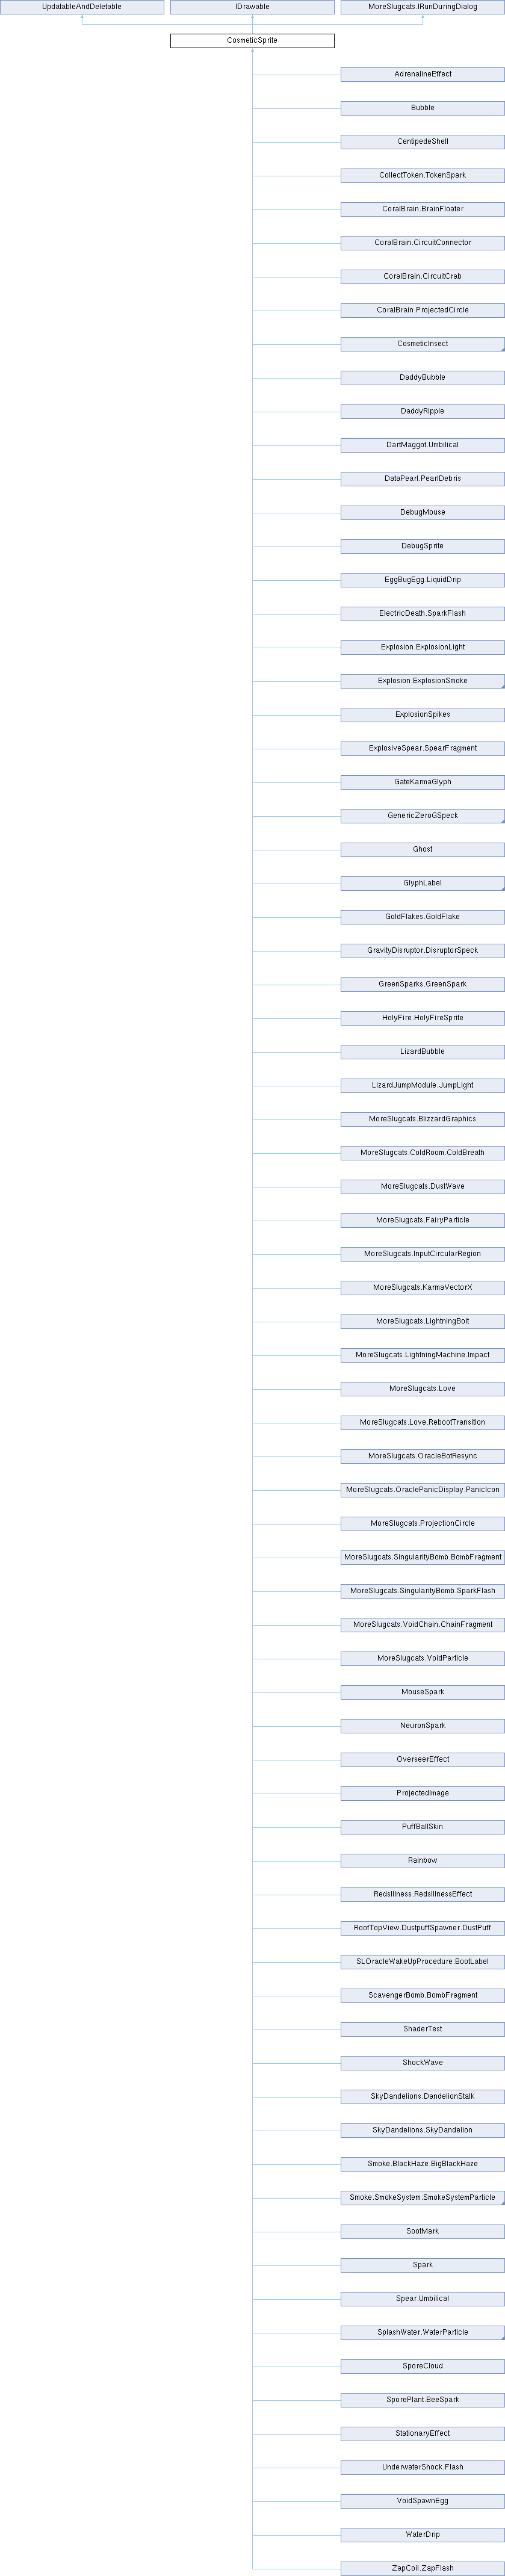 UpdatableAndDeletable
IDrawable
MoreSlugcats.IRunDuringDialog
CosmeticSprite
AdrenalineEffect
Bubble
CentipedeShell
CollectToken.TokenSpark
CoralBrain.BrainFloater
CoralBrain.CircuitConnector
CoralBrain.CircuitCrab
CoralBrain.ProjectedCircle
CosmeticInsect
DaddyBubble
DaddyRipple
DartMaggot.Umbilical
DataPearl.PearlDebris
DebugMouse
DebugSprite
EggBugEgg.LiquidDrip
ElectricDeath.SparkFlash
Explosion.ExplosionLight
Explosion.ExplosionSmoke
ExplosionSpikes
ExplosiveSpear.SpearFragment
GateKarmaGlyph
GenericZeroGSpeck
Ghost
GlyphLabel
GoldFlakes.GoldFlake
GravityDisruptor.DisruptorSpeck
GreenSparks.GreenSpark
HolyFire.HolyFireSprite
LizardBubble
LizardJumpModule.JumpLight
MoreSlugcats.BlizzardGraphics
MoreSlugcats.ColdRoom.ColdBreath
MoreSlugcats.DustWave
MoreSlugcats.FairyParticle
MoreSlugcats.InputCircularRegion
MoreSlugcats.KarmaVectorX
MoreSlugcats.LightningBolt
MoreSlugcats.LightningMachine.Impact
MoreSlugcats.Love
MoreSlugcats.Love.RebootTransition
MoreSlugcats.OracleBotResync
MoreSlugcats.OraclePanicDisplay.PanicIcon
MoreSlugcats.ProjectionCircle
MoreSlugcats.SingularityBomb.BombFragment
MoreSlugcats.SingularityBomb.SparkFlash
MoreSlugcats.VoidChain.ChainFragment
MoreSlugcats.VoidParticle
MouseSpark
NeuronSpark
OverseerEffect
ProjectedImage
PuffBallSkin
Rainbow
RedsIllness.RedsIllnessEffect
RoofTopView.DustpuffSpawner.DustPuff
SLOracleWakeUpProcedure.BootLabel
ScavengerBomb.BombFragment
ShaderTest
ShockWave
SkyDandelions.DandelionStalk
SkyDandelions.SkyDandelion
Smoke.BlackHaze.BigBlackHaze
Smoke.SmokeSystem.SmokeSystemParticle
SootMark
Spark
Spear.Umbilical
SplashWater.WaterParticle
SporeCloud
SporePlant.BeeSpark
StationaryEffect
UnderwaterShock.Flash
VoidSpawnEgg
WaterDrip
ZapCoil.ZapFlash